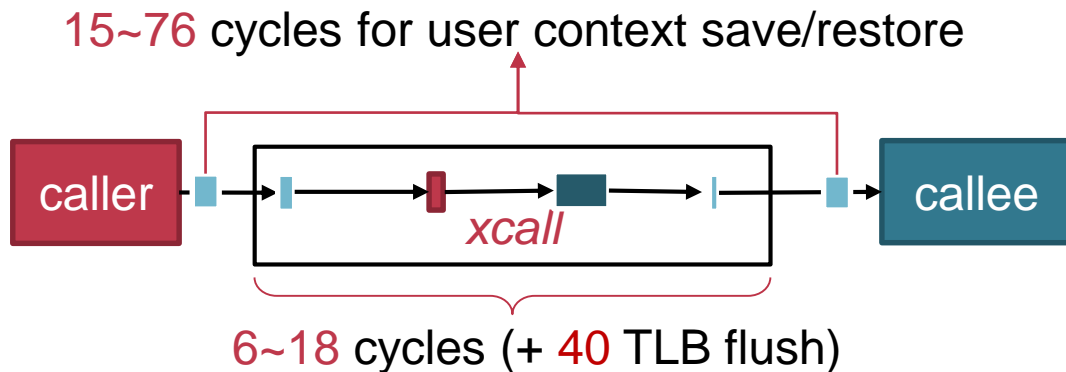 15~76 cycles for user context save/restore
caller
xcall
callee
6~18 cycles (+ 40 TLB flush)